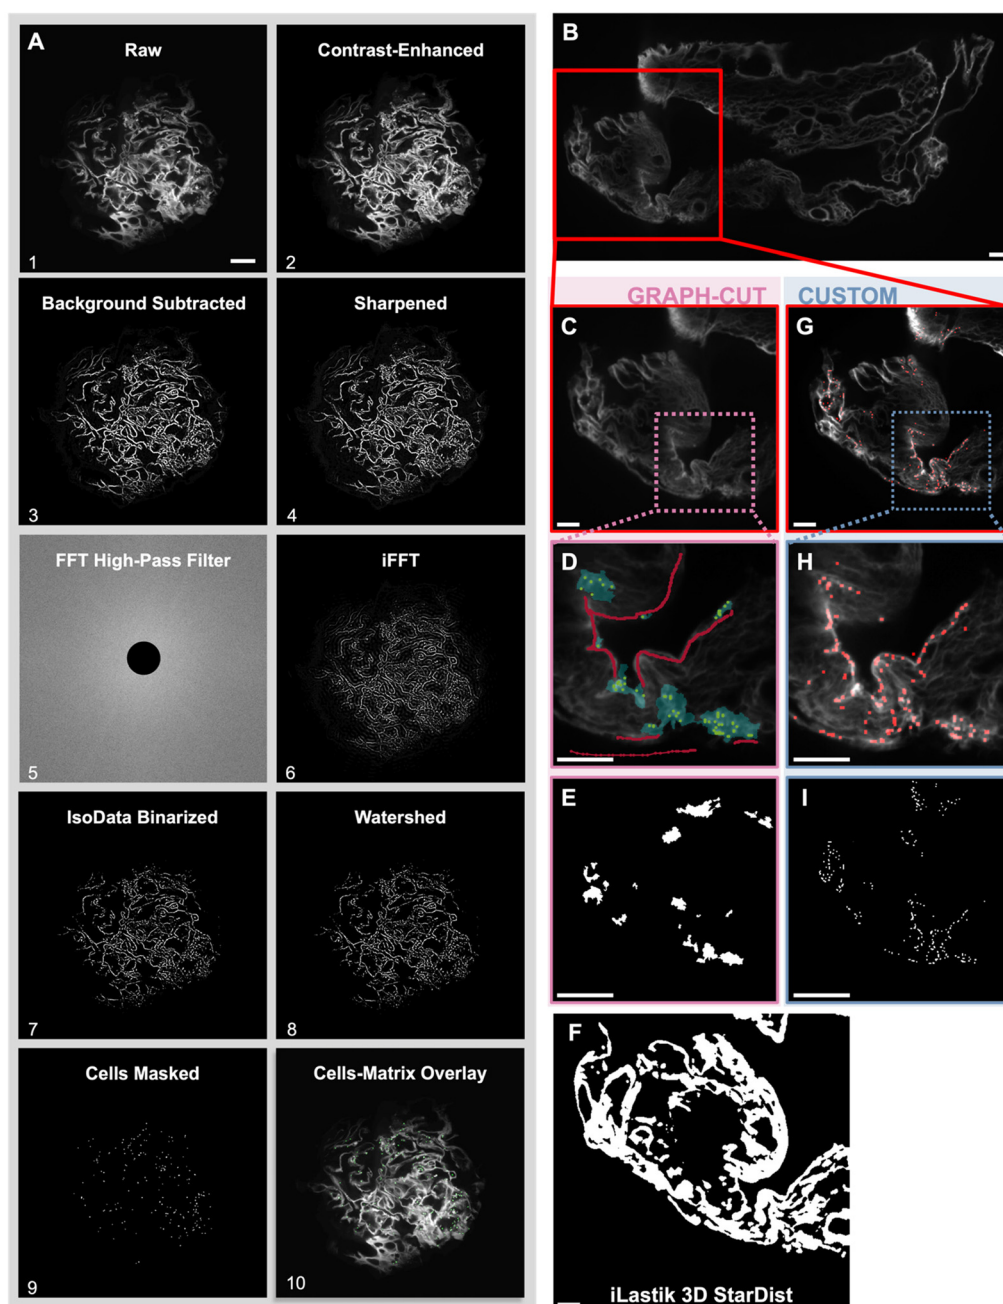 A
Raw
Contrast-Enhanced
1
2
Background Subtracted
Sharpened
3
4
FFT High-Pass Filter
iFFT
5
6
IsoData Binarized
Watershed
7
8
Cells Masked
Cells-Matrix Overlay
9
10
B
GRAPH-CUT
CUSTOM
C
G
D
H
E
I
F
iLastik 3D StarDist